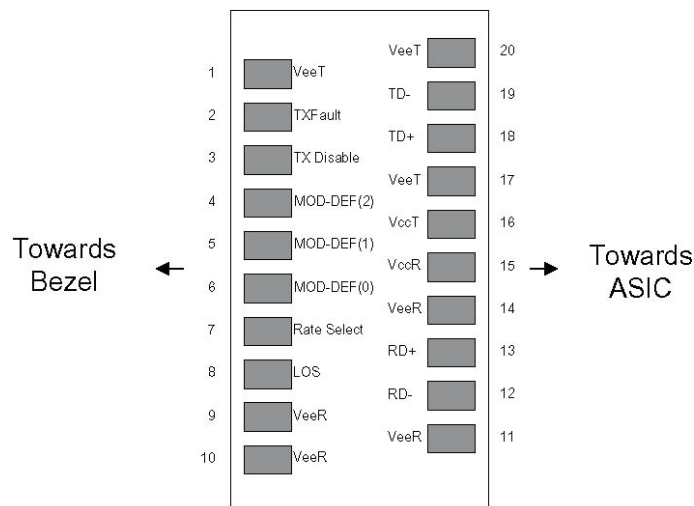 VeeT 20
1 VeeT
TD- 19
2 TXFault
TD+ 18
3 TX Disable
VeeT 17
4 MOD-DEF(2)
VccT 16
5 MOD-DEF(1)
Towards
Bezel
VccR 15
Towards
ASIC
6 MOD-DEF(0)
VeeR 14
7 Rate Select
RD+ 13
8 LOS
RD- 12
9 VeeR
VeeR 11
10 VeeR